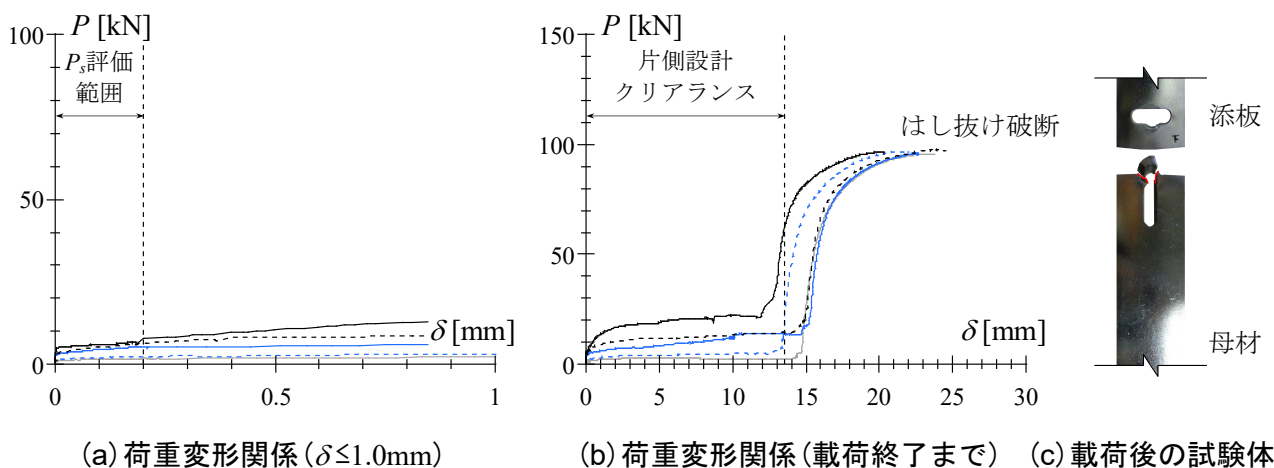 P [kN]
100
50
0
Ps評価
範囲
δ [mm]
0
0.5
1
(a) 荷重変形関係(δ≤1.0mm)
P [kN]
150
100
50
0
片側設計
クリアランス
はし抜け破断
δ [mm]
0
5
10
15
20
25
30
(b) 荷重変形関係(載荷終了まで)
添板
下
母材
(c) 載荷後の試験体